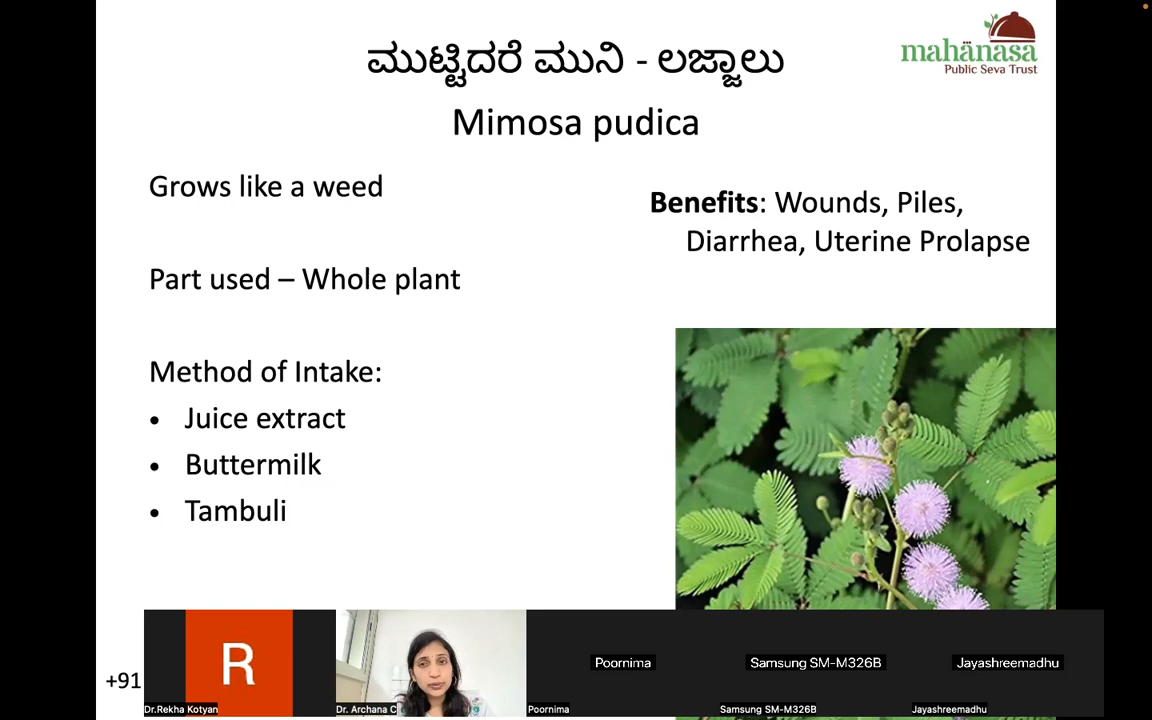 ಮುಟ್ಟಿದರೆ ಮುನಿ - ಲಜ್ಜಾಲು
mahänasa
Public Seva Trust
Mimosa pudica
Grows like a weed
Benefits: Wounds, Piles,
Diarrhea, Uterine Prolapse
Part used – Whole plant
Method of Intake:
• Juice extract
• Buttermilk
• Tambuli
+91
R
Dr.Rekha Kotyan
Dr. Archana C
Poornima
Poornima
Samsung SM-M326B
Samsung SM-M326B
Jayashreemadhu
Jayashreemadhu